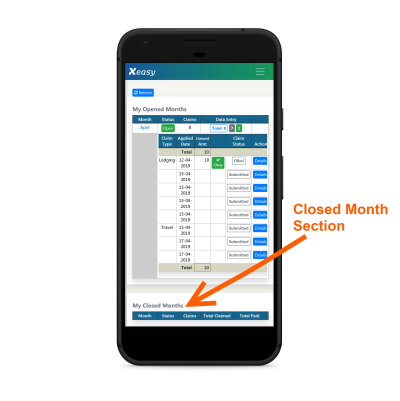 Xeasy
Refresh
My Opened Months
Month Status Claims Data Entry
April Open 8 Total: 8 7 1
Claim Type Applied Date Claimed Amt Claim Status Action
Total 10
Lodging 12-04-2019 10 Okay Filled Details
15-04-2019 Submitted Details
15-04-2019 Submitted Details
15-04-2019 Submitted Details
15-04-2019 Submitted Details
Travel 15-04-2019 Submitted Details
17-04-2019 Submitted Details
17-04-2019 Submitted Details
Total 10
Closed Month
Section
My Closed Months
Month Status Claims Total Claimed Total Paid